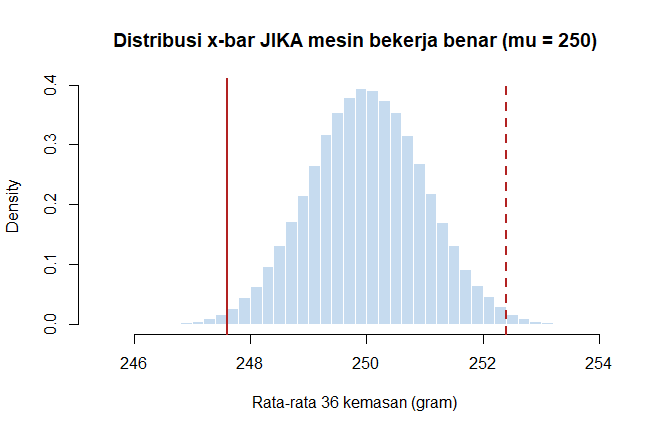 Distribusi x-bar JIKA mesin bekerja benar (mu = 250)
Density
0.4
0.3
0.2
0.1
0.0
246 248 250 252 254
Rata-rata 36 kemasan (gram)